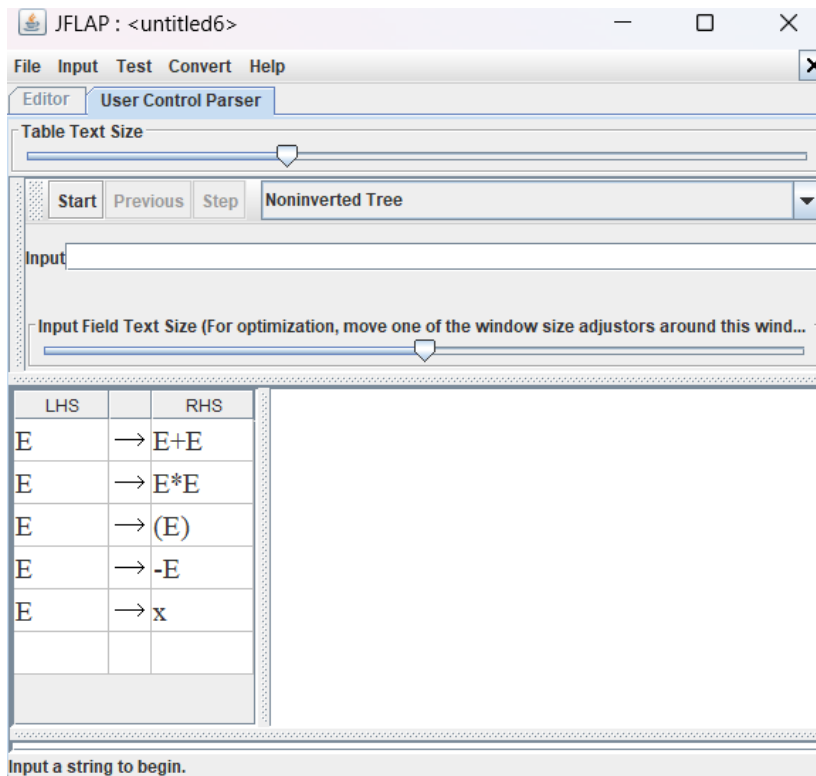 JFLAP : <untitled6>
File Input Test Convert Help
Editor User Control Parser
Table Text Size
Start Previous Step Noninverted Tree
Input
Input Field Text Size (For optimization, move one of the window size adjustors around this wind...
LHS RHS
E → E+E
E → E*E
E → (E)
E → -E
E → x
Input a string to begin.